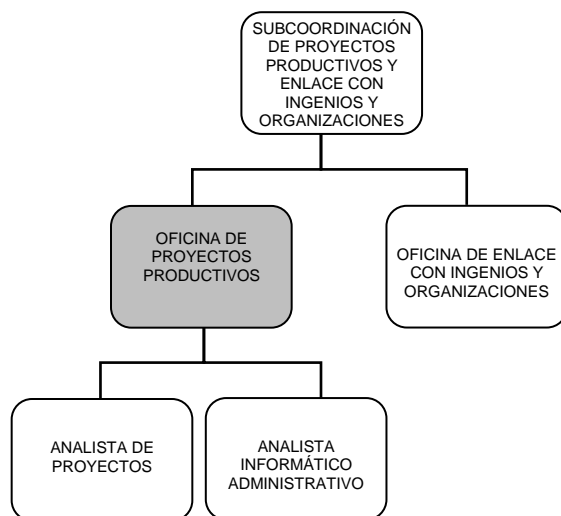 SUBCOORDINACIÓN
DE PROYECTOS
PRODUCTIVOS Y
ENLACE CON
INGENIOS Y
ORGANIZACIONES
OFICINA DE
PROYECTOS
PRODUCTIVOS
OFICINA DE ENLACE
CON INGENIOS Y
ORGANIZACIONES
ANALISTA DE
PROYECTOS
ANALISTA
INFORMÁTICO
ADMINISTRATIVO